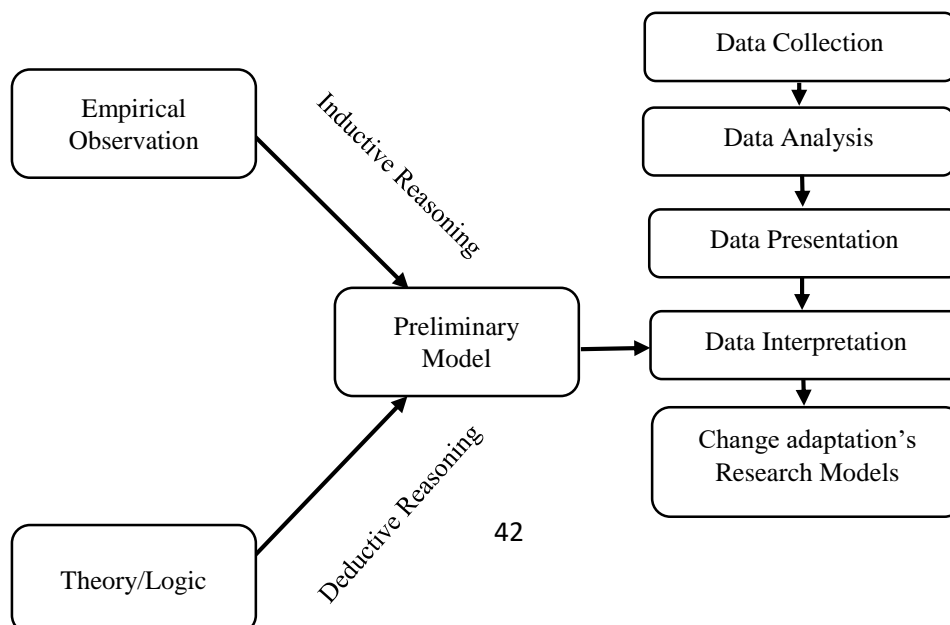 Data Collection
Empirical
Observation
Inductive Reasoning
Data Analysis
Data Presentation
Preliminary
Model
Data Interpretation
Change adaptation’s
Research Models
Deductive Reasoning
42
Theory/Logic